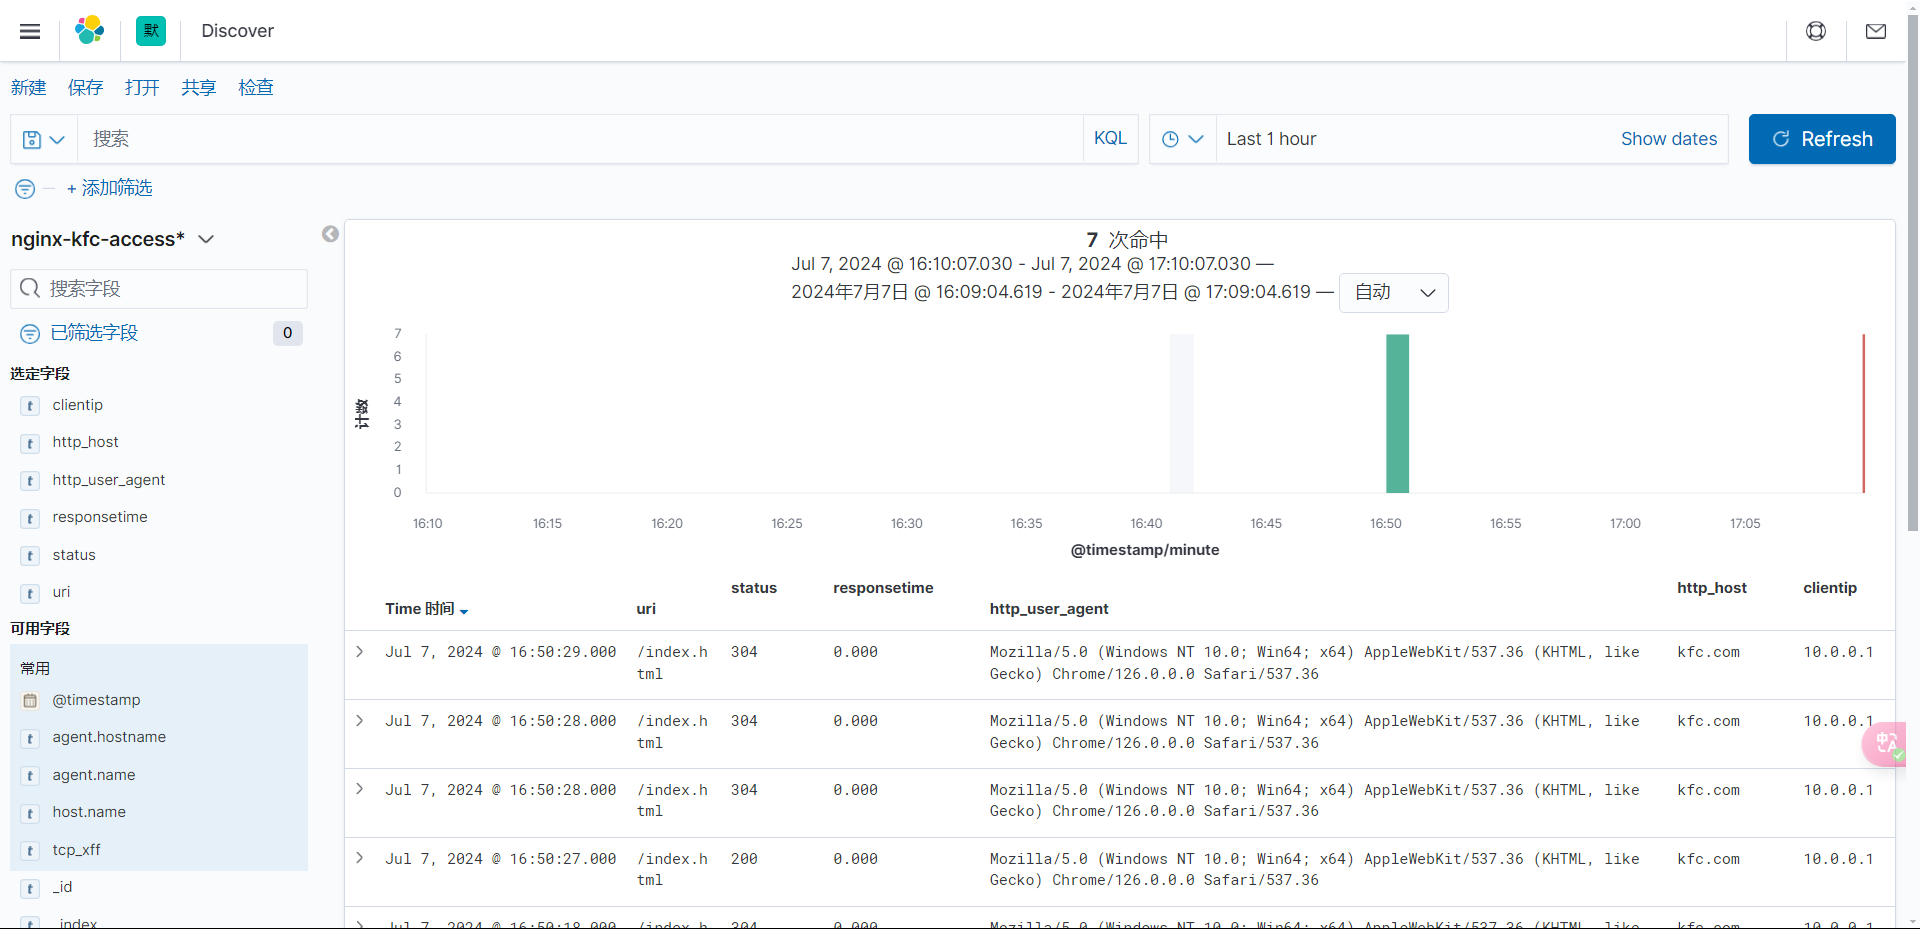 默
Discover
新建 保存 打开 共享 检查
搜索
KQL
Last 1 hour
Show dates
Refresh
+ 添加筛选
nginx-kfc-access*
搜索字段
已筛选字段 0
选定字段
t clientip
t http_host
t http_user_agent
t responsetime
t status
t uri
可用字段
常用
@timestamp
t agent.hostname
t agent.name
t host.name
t tcp_xff
t _id
t _index
7 次命中
Jul 7, 2024 @ 16:10:07.030 - Jul 7, 2024 @ 17:10:07.030 —
2024年7月7日 @ 16:09:04.619 - 2024年7月7日 @ 17:09:04.619 —
自动
计数
7
6
5
4
3
2
1
0
16:10 16:15 16:20 16:25 16:30 16:35 16:40 16:45 16:50 16:55 17:00 17:05
@timestamp/minute
Time 时间 uri status responsetime http_user_agent http_host clientip
Jul 7, 2024 @ 16:50:29.000 /index.h 304 0.000 Mozilla/5.0 (Windows NT 10.0; Win64; x64) AppleWebKit/537.36 (KHTML, like kfc.com 10.0.0.1
tml Gecko) Chrome/126.0.0.0 Safari/537.36
Jul 7, 2024 @ 16:50:28.000 /index.h 304 0.000 Mozilla/5.0 (Windows NT 10.0; Win64; x64) AppleWebKit/537.36 (KHTML, like kfc.com 10.0.0.1
tml Gecko) Chrome/126.0.0.0 Safari/537.36
Jul 7, 2024 @ 16:50:28.000 /index.h 304 0.000 Mozilla/5.0 (Windows NT 10.0; Win64; x64) AppleWebKit/537.36 (KHTML, like kfc.com 10.0.0.1
tml Gecko) Chrome/126.0.0.0 Safari/537.36
Jul 7, 2024 @ 16:50:27.000 /index.h 200 0.000 Mozilla/5.0 (Windows NT 10.0; Win64; x64) AppleWebKit/537.36 (KHTML, like kfc.com 10.0.0.1
tml Gecko) Chrome/126.0.0.0 Safari/537.36
Jul 7, 2024 @ 16:50:18.000 /index.h 304 0.000 Mozilla/5.0 (Windows NT 10.0; Win64; x64) AppleWebKit/537.36 (KHTML, like kfc.com 10.0.0.1